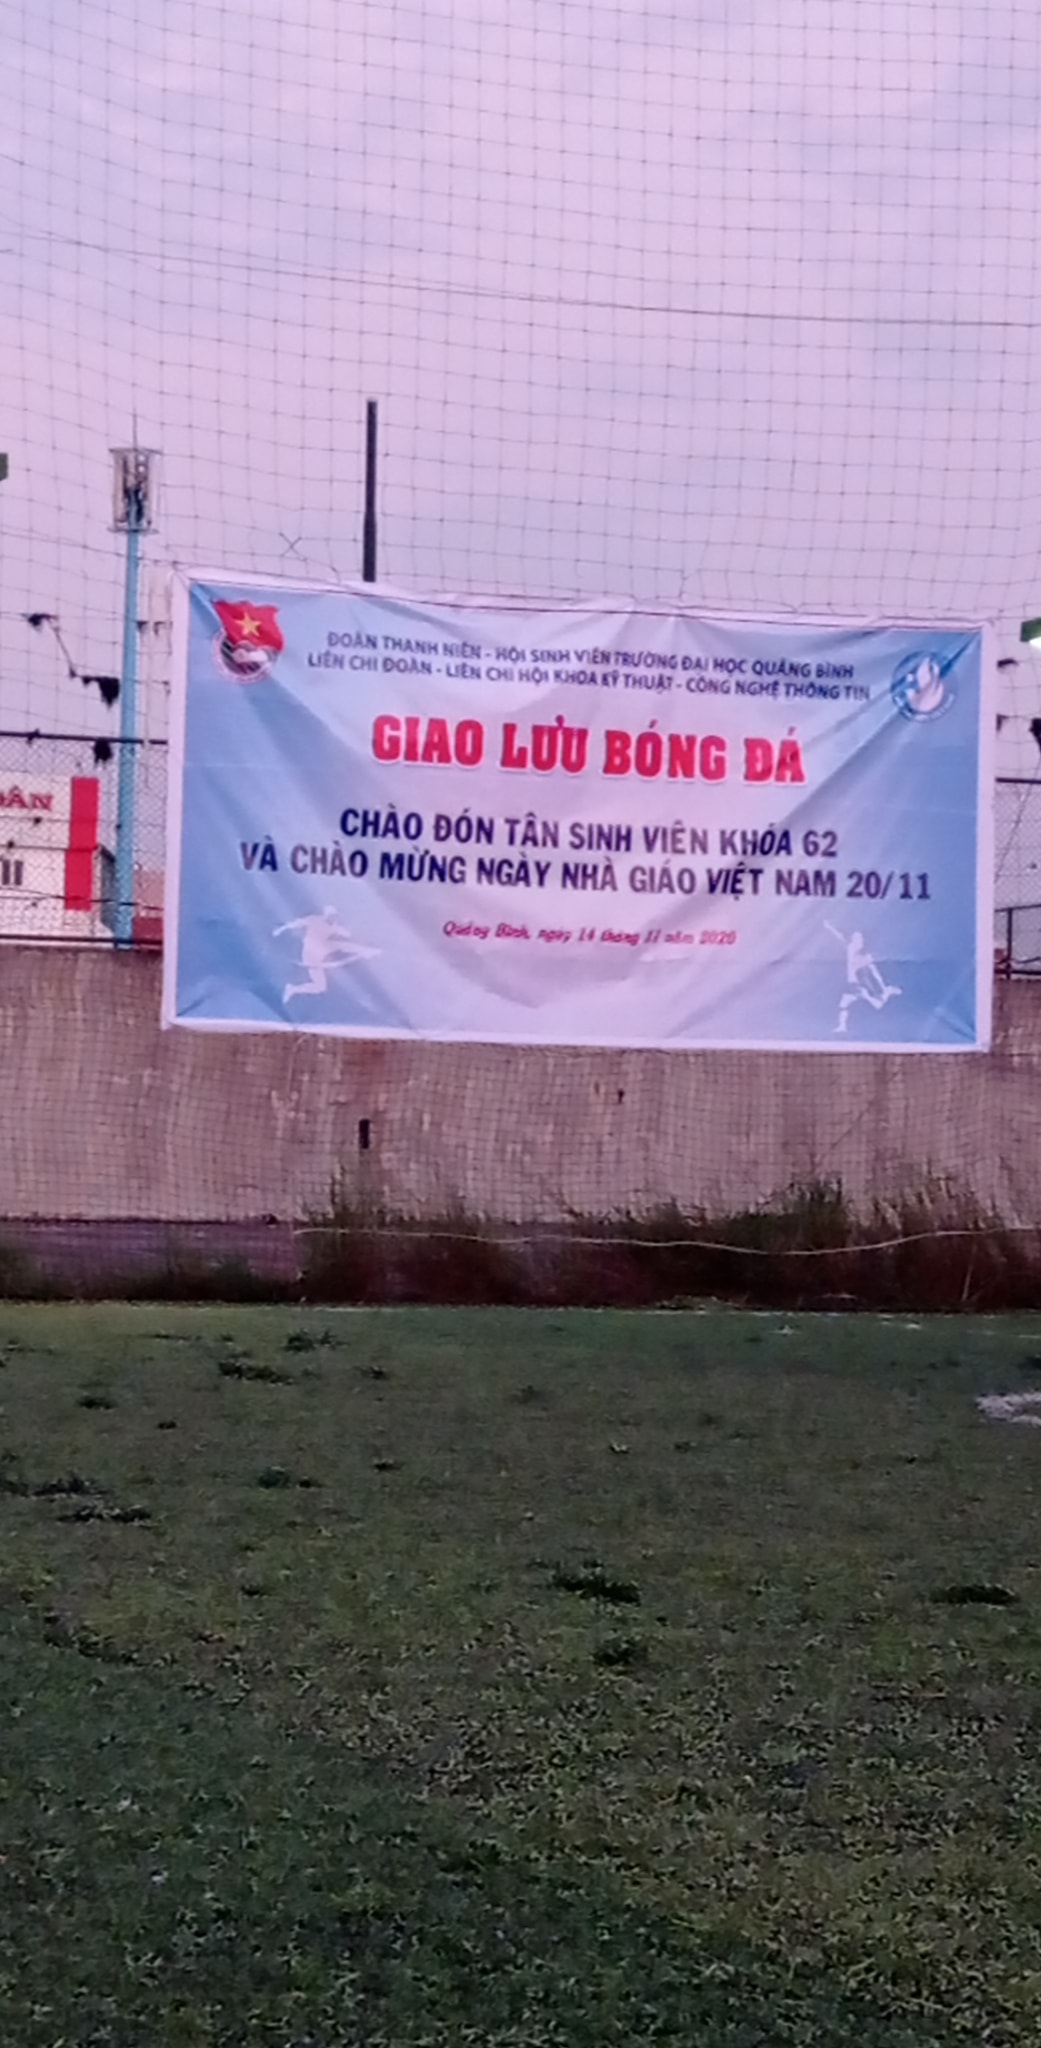 ĐOÀN THANH NIÊN - HỘI SINH VIÊN TRƯỜNG ĐẠI HỌC QUẢNG BÌNH
LIÊN CHI ĐOÀN - LIÊN CHI HỘI KHOA KỸ THUẬT - CÔNG NGHỆ THÔNG TIN
GIAO LƯU BÓNG ĐÁ
CHÀO ĐÓN TÂN SINH VIÊN KHÓA 62
VÀ CHÀO MỪNG NGÀY NHÀ GIÁO VIỆT NAM 20/11
Quảng Bình, ngày 14 tháng 11 năm 2020